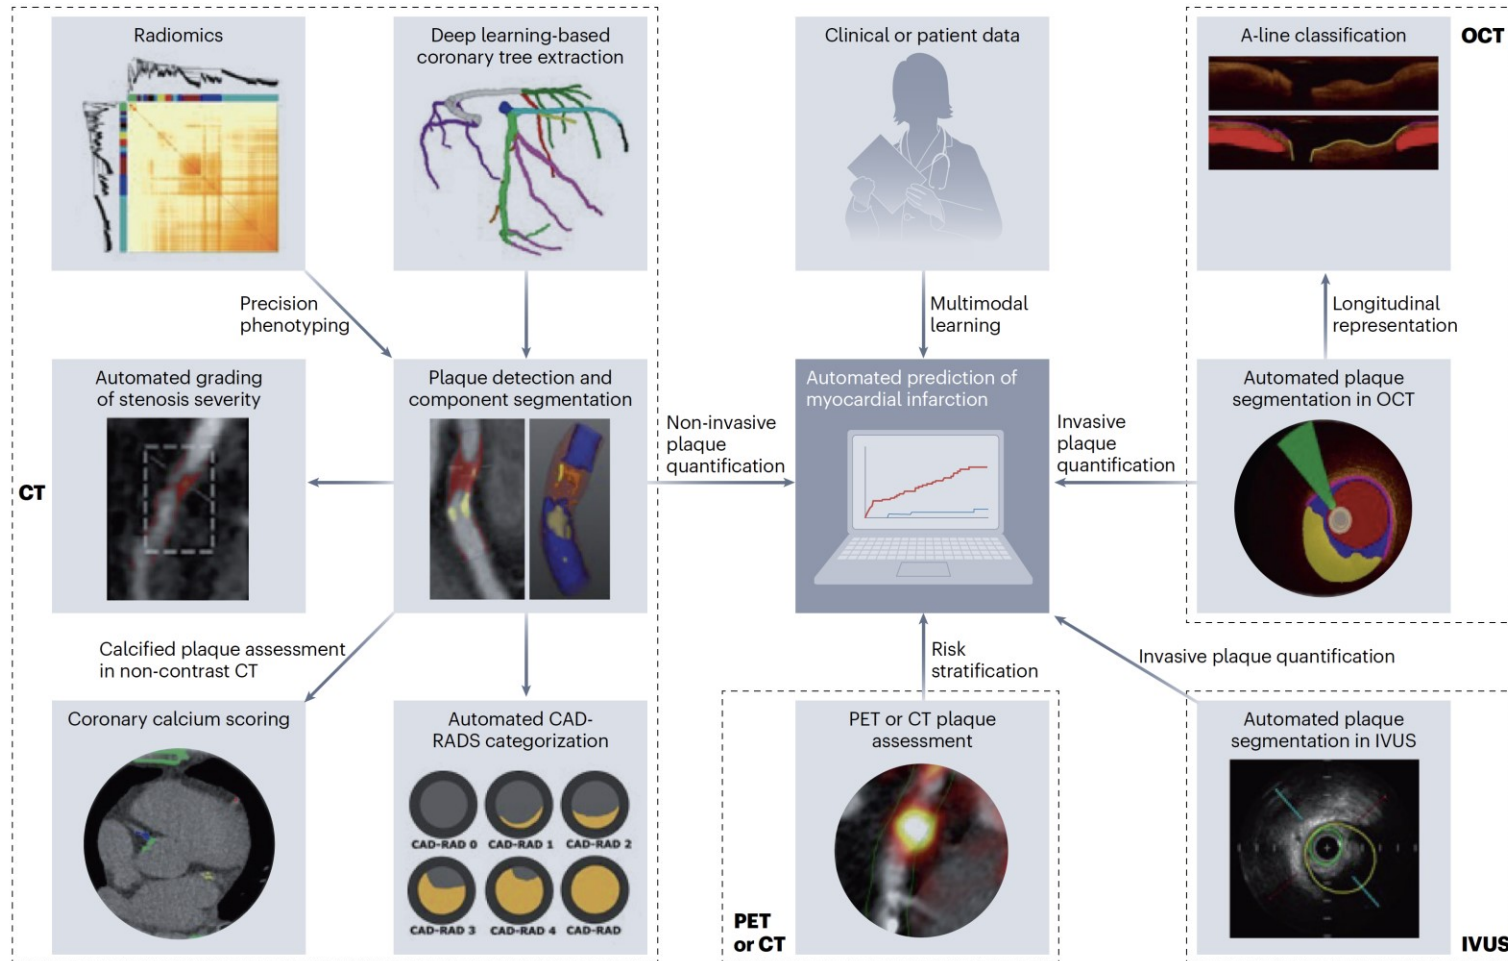 Radiomics
Deep learning-based
coronary tree extraction
Clinical or patient data
A-line classification
OCT
Precision
phenotyping
Multimodal
learning
Longitudinal
representation
Automated grading
of stenosis severity
Plaque detection and
component segmentation
Non-invasive
plaque
quantification
Automated prediction of
myocardial infarction
Invasive
plaque
quantification
Automated plaque
segmentation in OCT
CT
Calcified plaque assessment
in non-contrast CT
Risk
stratification
Invasive plaque quantification
Coronary calcium scoring
Automated CAD-
RADS categorization
CAD-RAD 0
CAD-RAD 1
CAD-RAD 2
CAD-RAD 3
CAD-RAD 4
CAD-RAD
PET or CT plaque
assessment
PET
or CT
Automated plaque
segmentation in IVUS
IVUS